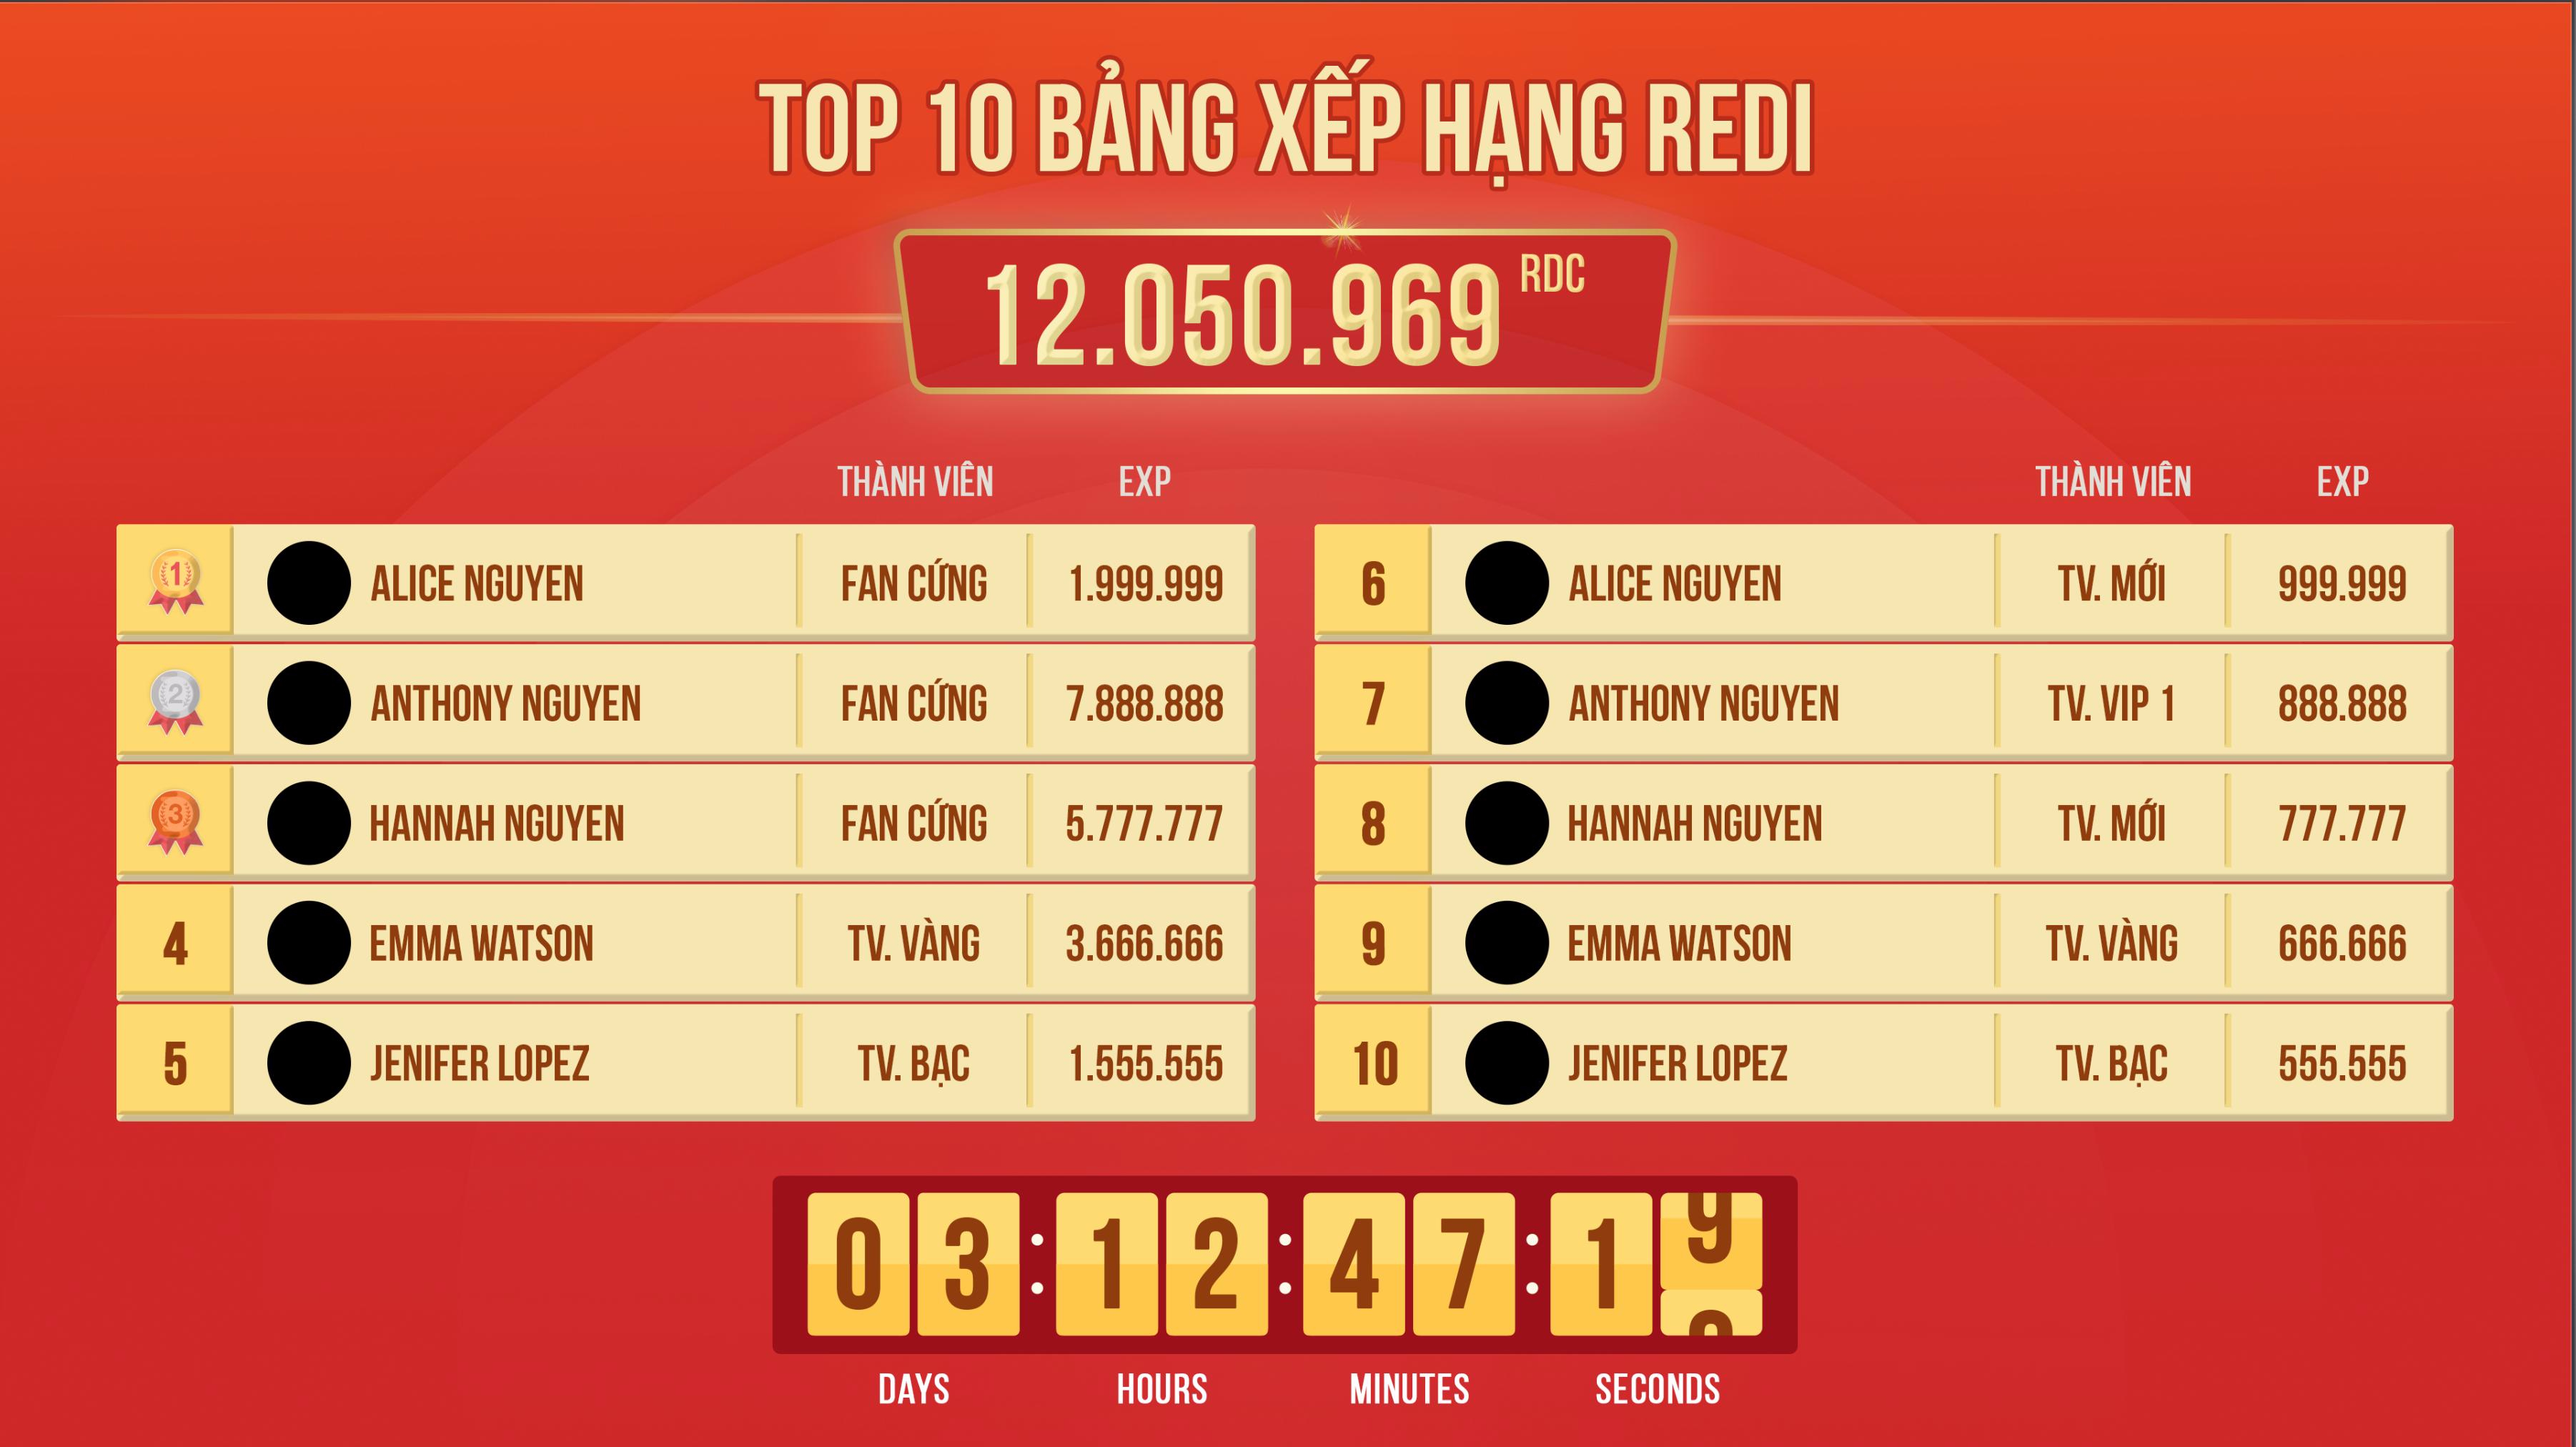 TOP 10 BẢNG XẾP HẠNG REDI
12.050.969 RDC
THÀNH VIÊN EXP
1 ALICE NGUYEN FAN CỨNG 1.999.999
2 ANTHONY NGUYEN FAN CỨNG 7.888.888
3 HANNAH NGUYEN FAN CỨNG 5.777.777
4 EMMA WATSON TV. VÀNG 3.666.666
5 JENIFER LOPEZ TV. BẠC 1.555.555
THÀNH VIÊN EXP
6 ALICE NGUYEN TV. MỚI 999.999
7 ANTHONY NGUYEN TV. VIP 1 888.888
8 HANNAH NGUYEN TV. MỚI 777.777
9 EMMA WATSON TV. VÀNG 666.666
10 JENIFER LOPEZ TV. BẠC 555.555
03 : 12 : 47 : 19
DAYS HOURS MINUTES SECONDS